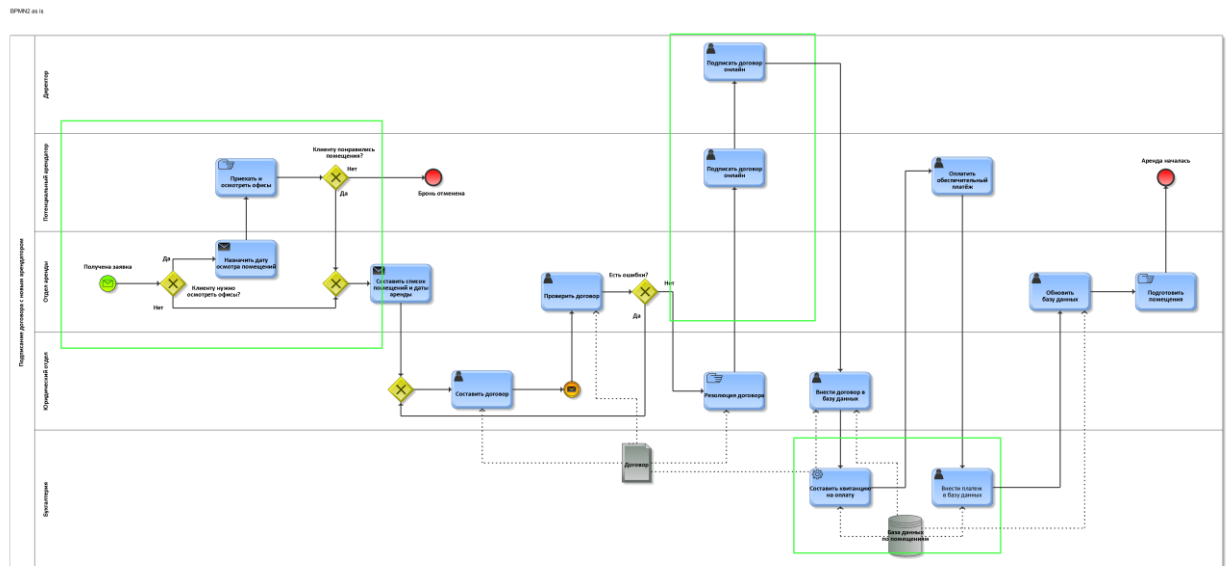 BPMN2 as is
Подписание договора с новым арендатором
Директор
Подписать договор
онлайн
Потенциальный арендатор
Клиенту понравились
помещения?
Нет
Да
Приехать и
осмотреть офисы
Бронь отменена
Подписать договор
онлайн
Оплатить
обеспечительный
платёж
Аренда началась
Отдел аренды
Получена заявка
Да
Нет
Клиенту нужно
осмотреть офисы?
Назначить дату
осмотра помещений
Составить список
помещений и даты
аренды
Проверить договор
Есть ошибки?
Нет
Да
Обновить
базу данных
Подготовить
помещения
Юридический отдел
Составить договор
Резолюция договора
Внести договор в
базу данных
Бухгалтерия
Договор
Составить квитанцию
на оплату
Внести платеж
в базу данных
База данных
по помещениям